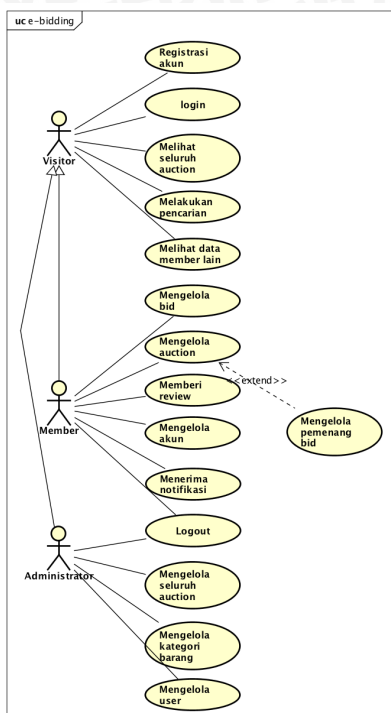 uc e-bidding
Registrasi
akun
login
Visitor
Melihat
seluruh
auction
Melakukan
pencarian
Melihat data
member lain
Mengelola
bid
Mengelola
auction
<<extend>>
Memberi
review
Mengelola
pemenang
bid
Member
Mengelola
akun
Menerima
notifikasi
Logout
Administrator
Mengelola
seluruh
auction
Mengelola
kategori
barang
Mengelola
user